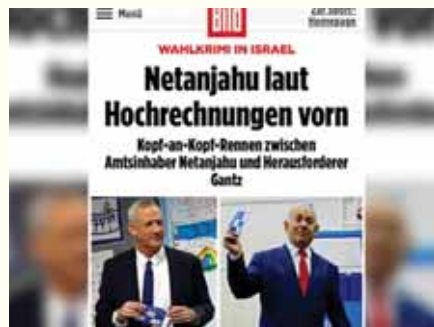 Menü
Bild
WAHLKRIMI IN ISRAEL
Netanjahu laut
Hochrechnungen vorn
Kopf-an-Kopf-Rennen zwischen
Amtsinhaber Netanjahu und Herausforderer
Gantz